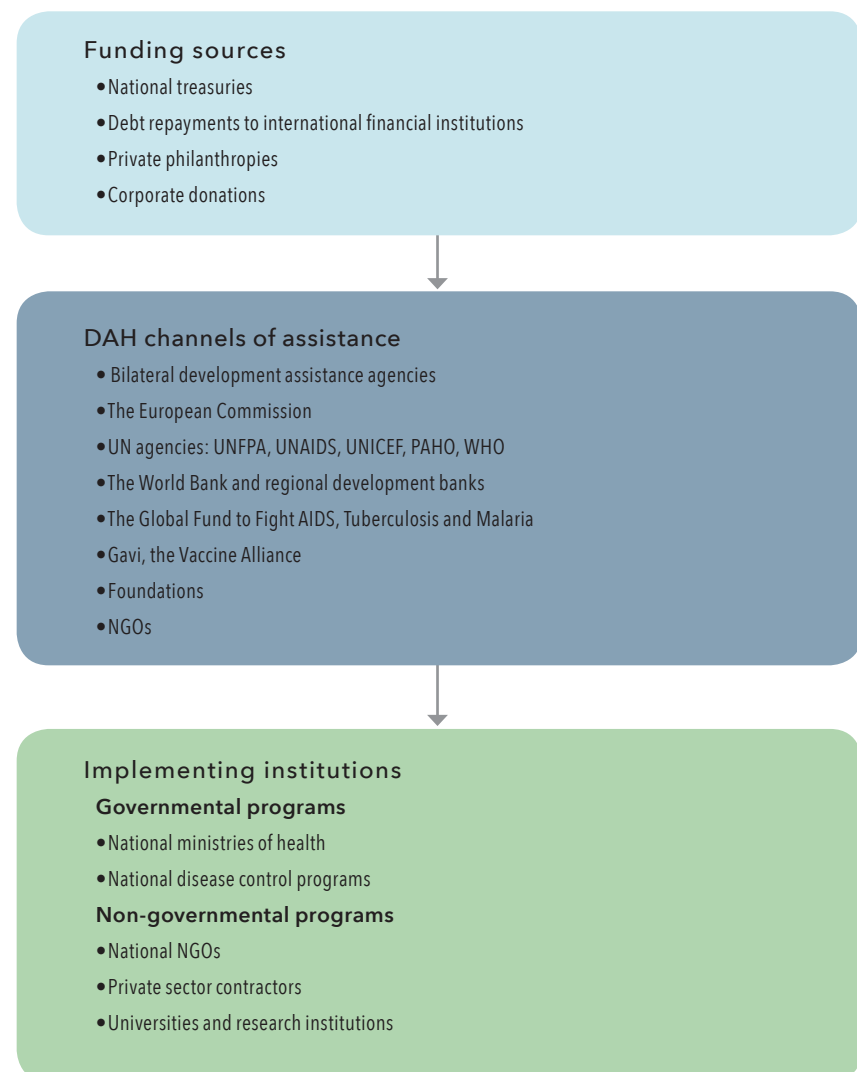 Funding sources
•National treasuries
•Debt repayments to international financial institutions
•Private philanthropies
•Corporate donations
DAH channels of assistance
• Bilateral development assistance agencies
•The European Commission
•UN agencies: UNFPA, UNAIDS, UNICEF, PAHO, WHO
•The World Bank and regional development banks
•The Global Fund to Fight AIDS, Tuberculosis and Malaria
•Gavi, the Vaccine Alliance
•Foundations
•NGOs
Implementing institutions
Governmental programs
•National ministries of health
•National disease control programs
Non-governmental programs
•National NGOs
•Private sector contractors
•Universities and research institutions